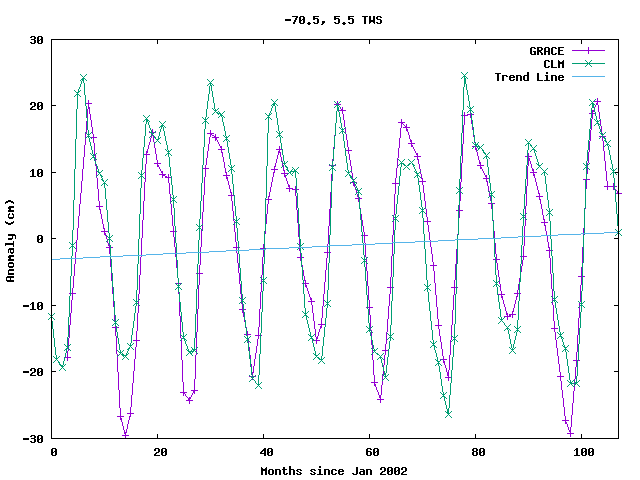 -70.5, 5.5 TWS
GRACE
CLM
Trend Line
30
20
10
0
-10
-20
-30
Anomaly (cm)
0 20 40 60 80 100
Months since Jan 2002